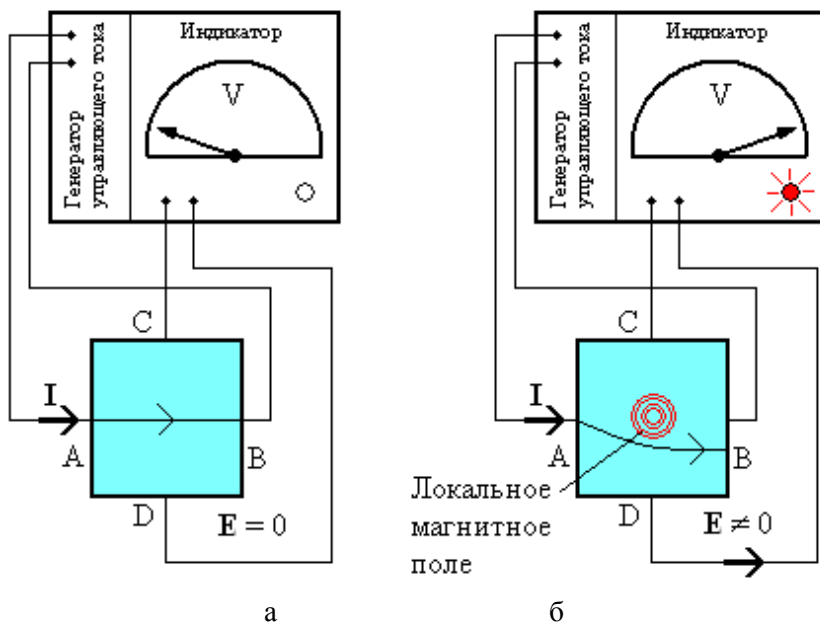 Генератор
управляющего тока
Индикатор
V
C
I
A
B
D
E = 0
а
Генератор
управляющего тока
Индикатор
V
C
I
A
B
D
E ≠ 0
Локальное
магнитное
поле
б